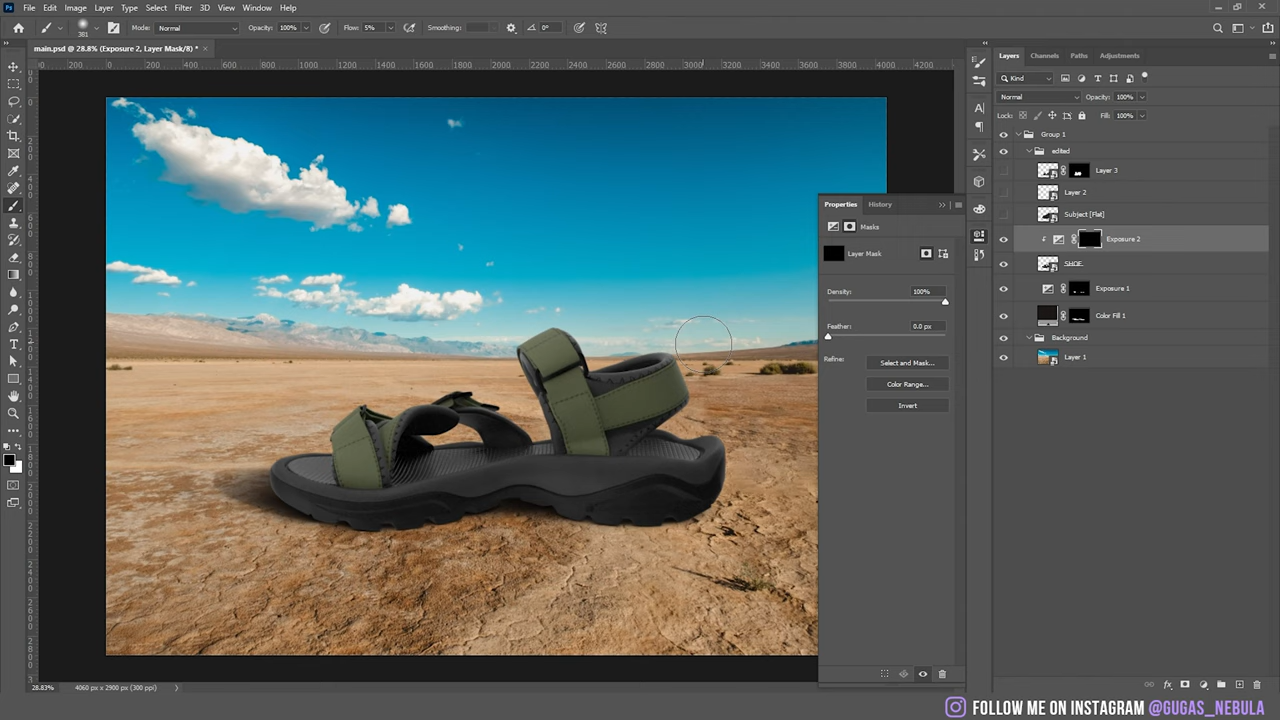 Ps File Edit Image Layer Type Select Filter 3D View Window Help
381 Mode: Normal Opacity: 100% Flow: 5% Smoothing: 0°
main.psd @ 28.8% (Exposure 2, Layer Mask/8) *
Layers Channels Paths Adjustments
Kind
Normal Opacity: 100%
Lock: Fill: 100%
Group 1
edited
Layer 3
Layer 2
Subject [Flat]
Exposure 2
SHOE
Exposure 1
Color Fill 1
Background
Layer 1
Properties History
Masks
Layer Mask
Density: 100%
Feather: 0.0 px
Refine: Select and Mask...
Color Range...
Invert
28.83% 4060 px x 2900 px (300 ppi)
FOLLOW ME ON INSTAGRAM @GUGAS_NEBULA